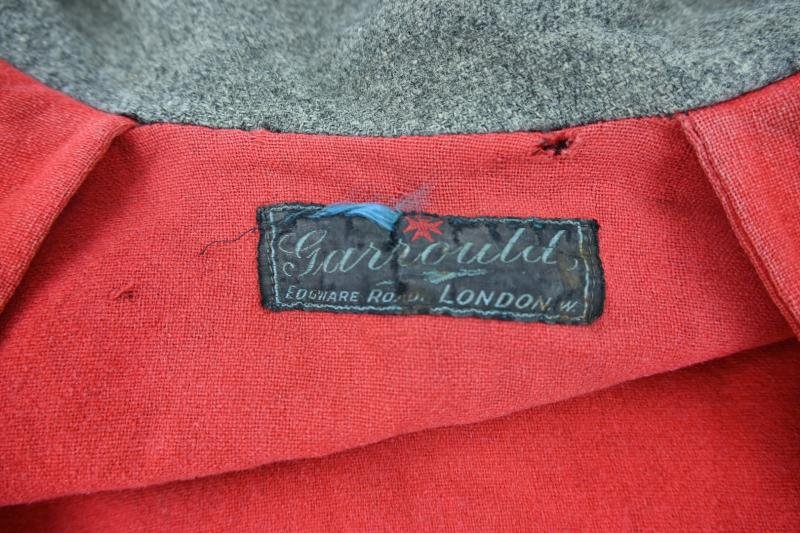 Garrould,
EDGWARE ROAD. LONDON. W.